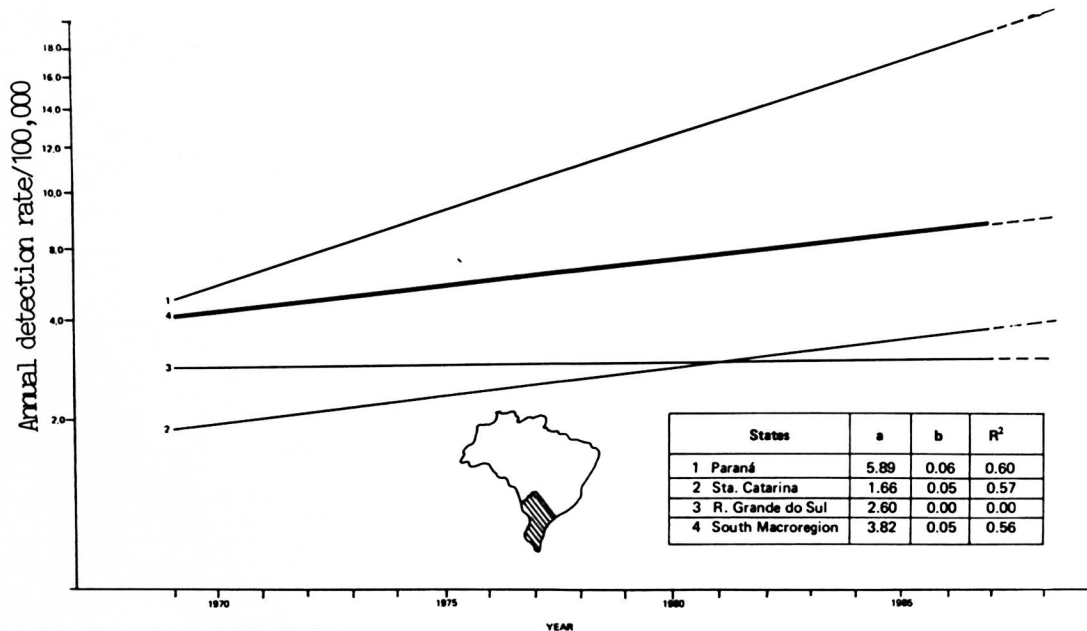 Annual detection rate/100,000
18.0
16.0
14.0
12.0
10,0
8.0
6.0
4.0
2.0
1
4
3
2
States a b R²
1 Paraná 5.89 0.06 0.60
2 Sta. Catarina 1.66 0.05 0.57
3 R. Grande do Sul 2.60 0.00 0.00
4 South Macroregion 3.82 0.05 0.56
1970 1975 1980 1985
YEAR